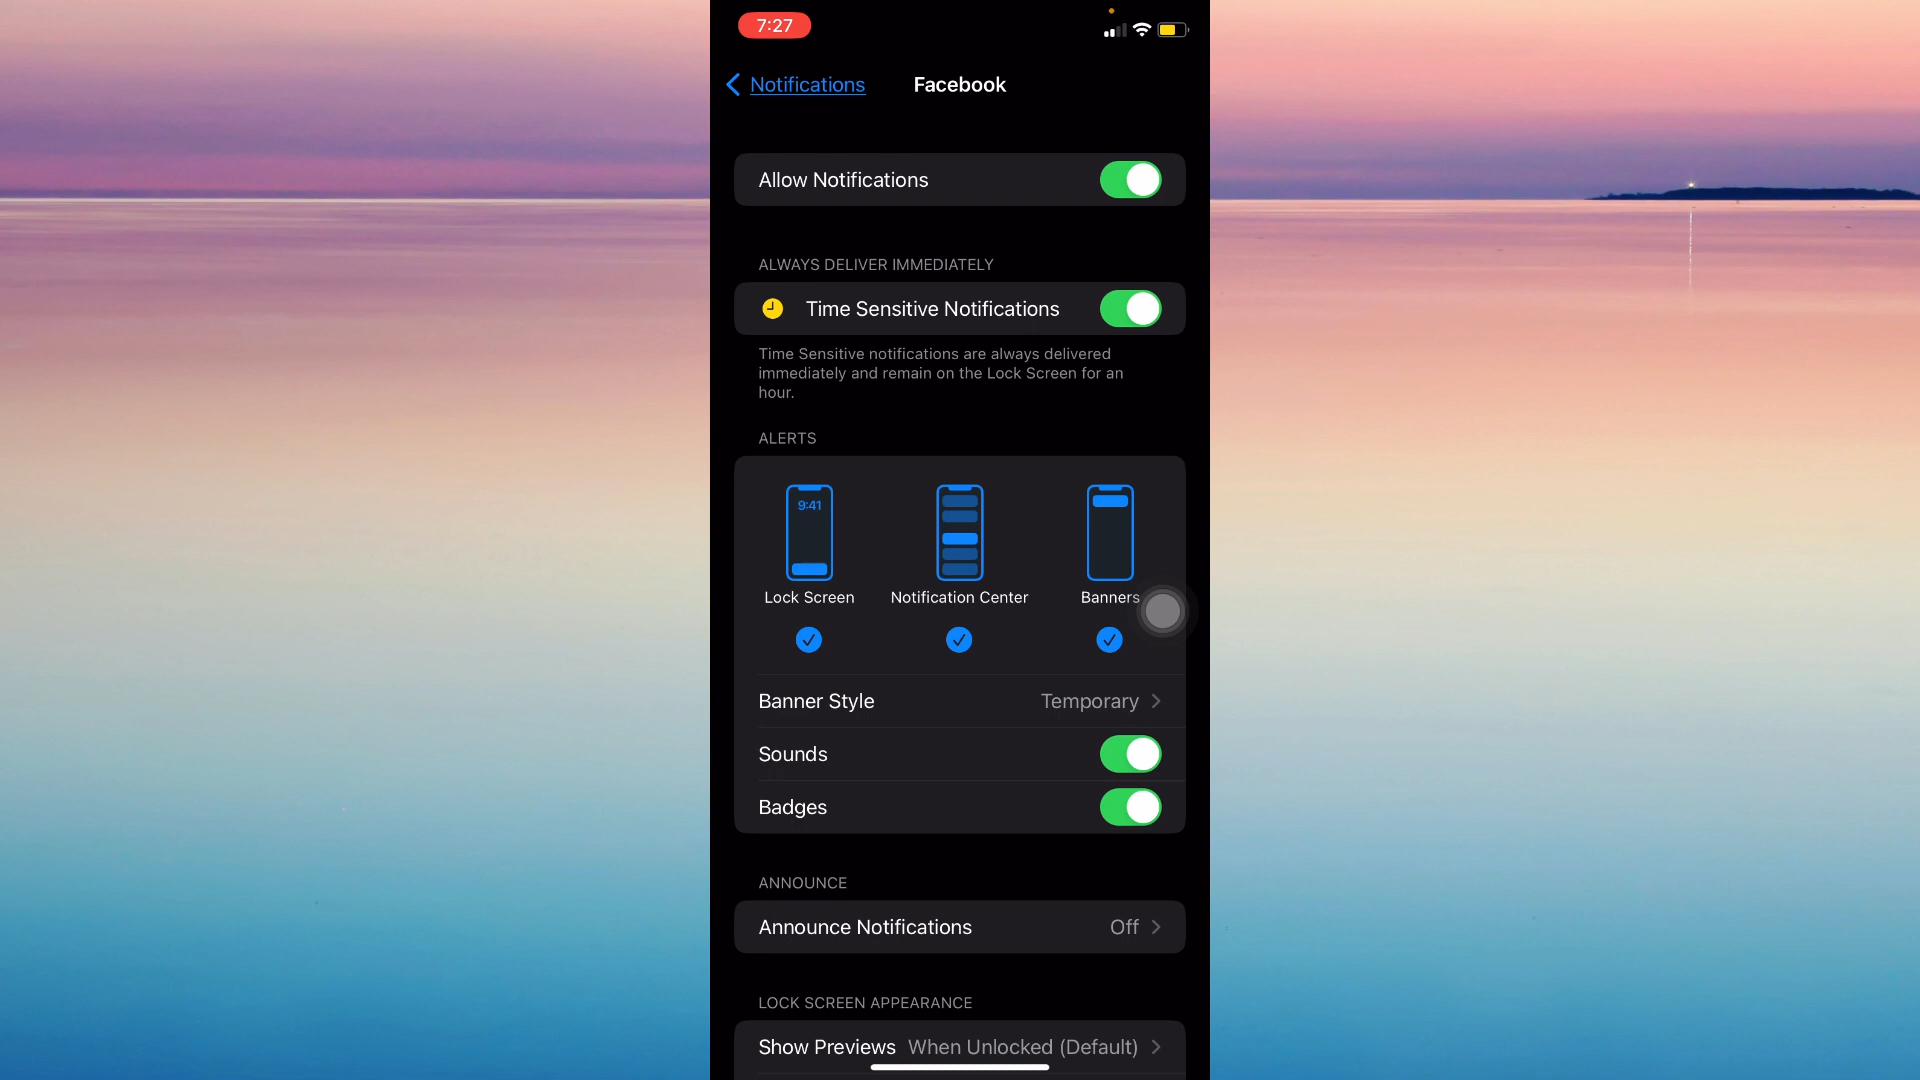 7:27
Notifications
Facebook
Allow Notifications
ALWAYS DELIVER IMMEDIATELY
Time Sensitive Notifications
Time Sensitive notifications are always delivered
immediately and remain on the Lock Screen for an
hour.
ALERTS
9:41
Lock Screen
Notification Center
Banners
Banner Style
Temporary
Sounds
Badges
ANNOUNCE
Announce Notifications
Off
LOCK SCREEN APPEARANCE
Show Previews
When Unlocked (Default)